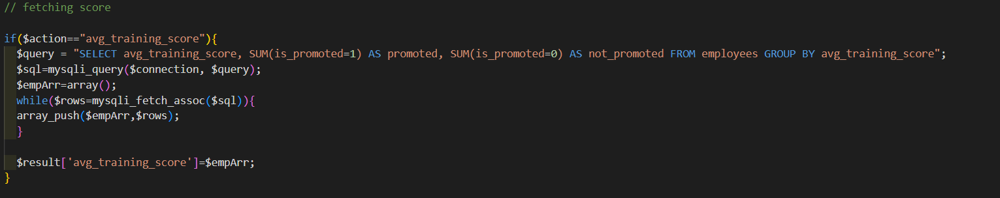 // fetching score
if($action=="avg_training_score"){
$query = "SELECT avg_training_score, SUM(is_promoted=1) AS promoted, SUM(is_promoted=0) AS not_promoted FROM employees GROUP BY avg_training_score";
$sql=mysqli_query($connection, $query);
$empArr=array();
while($rows=mysqli_fetch_assoc($sql)){
array_push($empArr,$rows);
}
$result['avg_training_score']=$empArr;
}